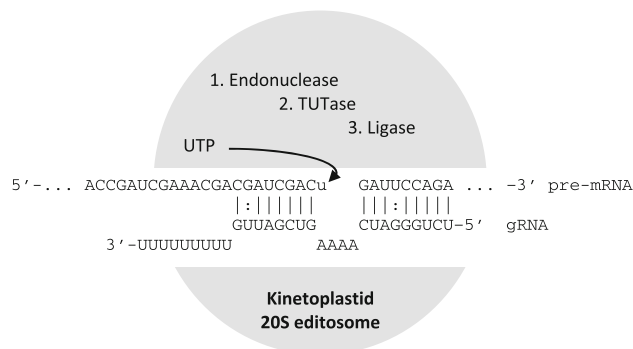 1. Endonuclease
2. TUTase
3. Ligase
UTP
5′-... ACCGAUCGAAACGACGAUCGACu GAUUCCAGA ... -3′ pre-mRNA
|:|||||| |||:|||||
GUUAGCUG CUAGGGUCU-5′ gRNA
3′-UUUUUUUUU AAAA
Kinetoplastid
20S editosome